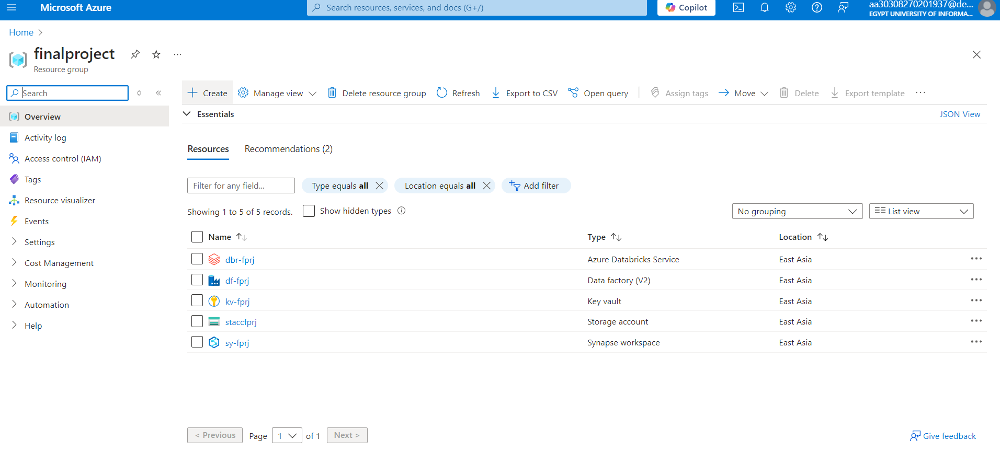 Microsoft Azure
Search resources, services, and docs (G+/)
Copilot
aa30308270201937@de...
EGYPT UNIVERSITY OF INFORMA...
Home
finalproject
Resource group
Search
Overview
Activity log
Access control (IAM)
Tags
Resource visualizer
Events
Settings
Cost Management
Monitoring
Automation
Help
Create
Manage view
Delete resource group
Refresh
Export to CSV
Open query
Assign tags
Move
Delete
Export template
Essentials
JSON View
Resources
Recommendations (2)
Filter for any field...
Type equals all
Location equals all
Add filter
Showing 1 to 5 of 5 records.
Show hidden types
No grouping
List view
Name Type Location
dbr-fprj Azure Databricks Service East Asia
df-fprj Data factory (V2) East Asia
kv-fprj Key vault East Asia
staccfprj Storage account East Asia
sy-fprj Synapse workspace East Asia
< Previous
Page 1 of 1
Next >
Give feedback